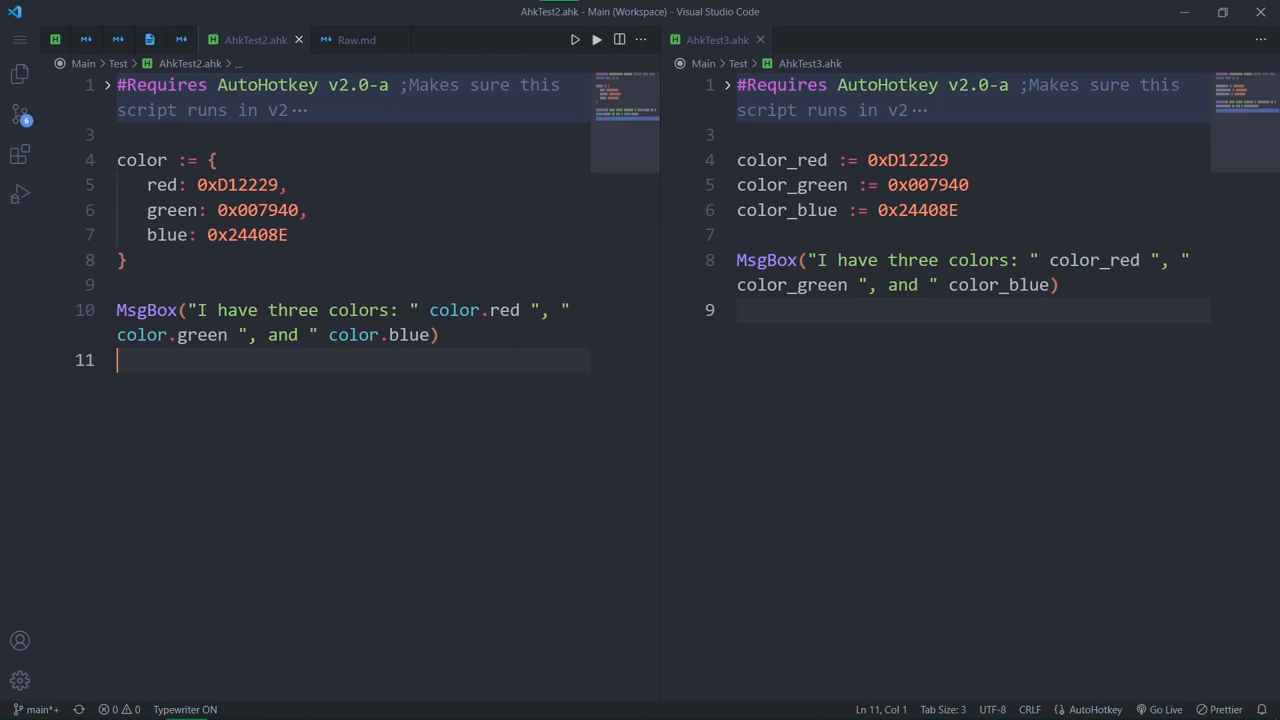 AhkTest2.ahk - Main (Workspace) - Visual Studio Code
AhkTest2.ahk
Raw.md
Main > Test > AhkTest2.ahk > ...
1 #Requires AutoHotkey v2.0-a ;Makes sure this
script runs in v2···
3
4 color := {
5 red: 0xD12229,
6 green: 0x007940,
7 blue: 0x24408E
8 }
9
10 MsgBox("I have three colors: " color.red ", "
color.green ", and " color.blue)
11
AhkTest3.ahk
Main > Test > AhkTest3.ahk
1 #Requires AutoHotkey v2.0-a ;Makes sure this
script runs in v2···
3
4 color_red := 0xD12229
5 color_green := 0x007940
6 color_blue := 0x24408E
7
8 MsgBox("I have three colors: " color_red ", "
color_green ", and " color_blue)
9
6
main*+ 0 0 Typewriter ON Ln 11, Col 1 Tab Size: 3 UTF-8 CRLF {} AutoHotkey Go Live Prettier